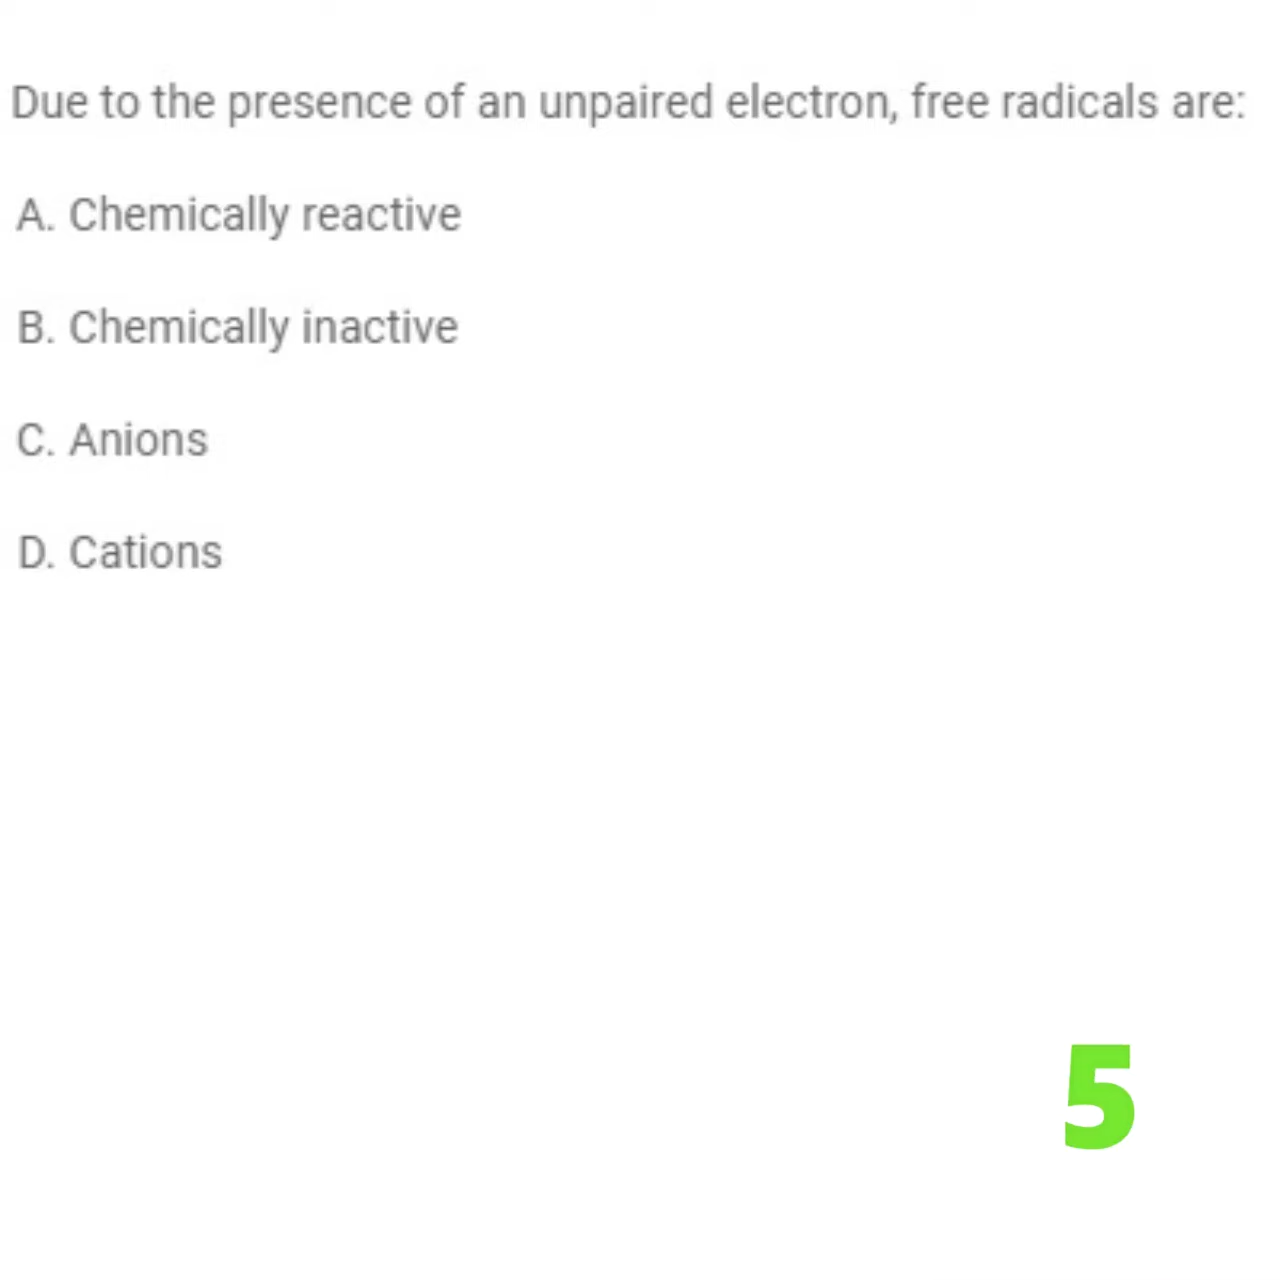 Due to the presence of an unpaired electron, free radicals are:
A. Chemically reactive
B. Chemically inactive
C. Anions
D. Cations
5